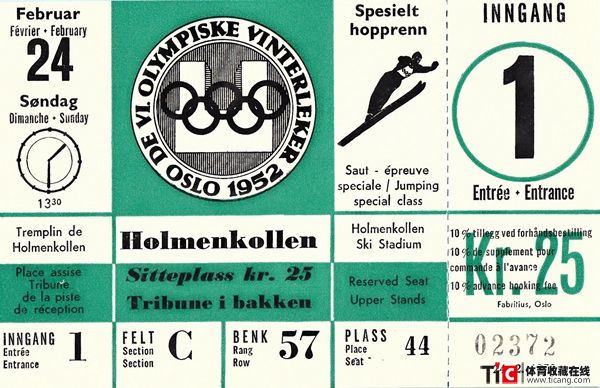 Februar
Février • February
24
Søndag
Dimanche • Sunday
13³⁰
DE VI. OLYMPISKE VINTERLEKER
OSLO 1952
Spesielt
hopprenn
Saut - épreuve
speciale / Jumping
special class
INNGANG
1
Entrée • Entrance
Tremplin de
Holmenkollen
Place assise
Tribune
de la piste
de réception
Holmenkollen
Sitteplass kr. 25
Tribune i bakken
Holmenkollen
Ski Stadium
Reserved Seat
Upper Stands
10% tillegg ved forhåndsbestilling
10% de supplement pour
commande à l'avance
10% advance booking fee
Kr. 25
Fabritius, Oslo
INNGANG
Entrée
Entrance
1
FELT
Section
Section
C
BENK
Rang
Row
57
PLASS
Place
Seat
44
02372
TiC 体育收藏在线
www.ticang.com